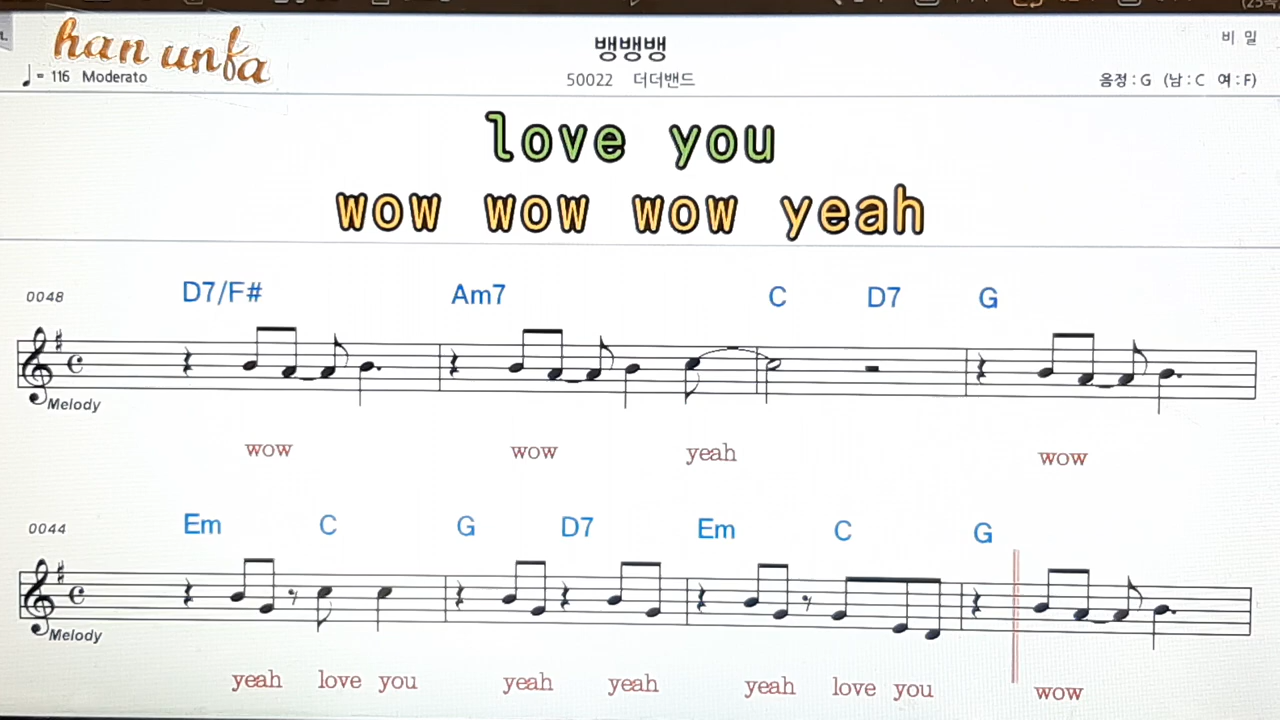 han unfa
뱅뱅뱅
비 밀
♩= 116 Moderato
50022 더더밴드
음정 : G (남 : C 여 : F)
love you
wow wow wow yeah
0048 D7/F# Am7 C D7 G
Melody
wow wow yeah wow
0044 Em C G D7 Em C G
Melody
yeah love you yeah yeah yeah love you wow